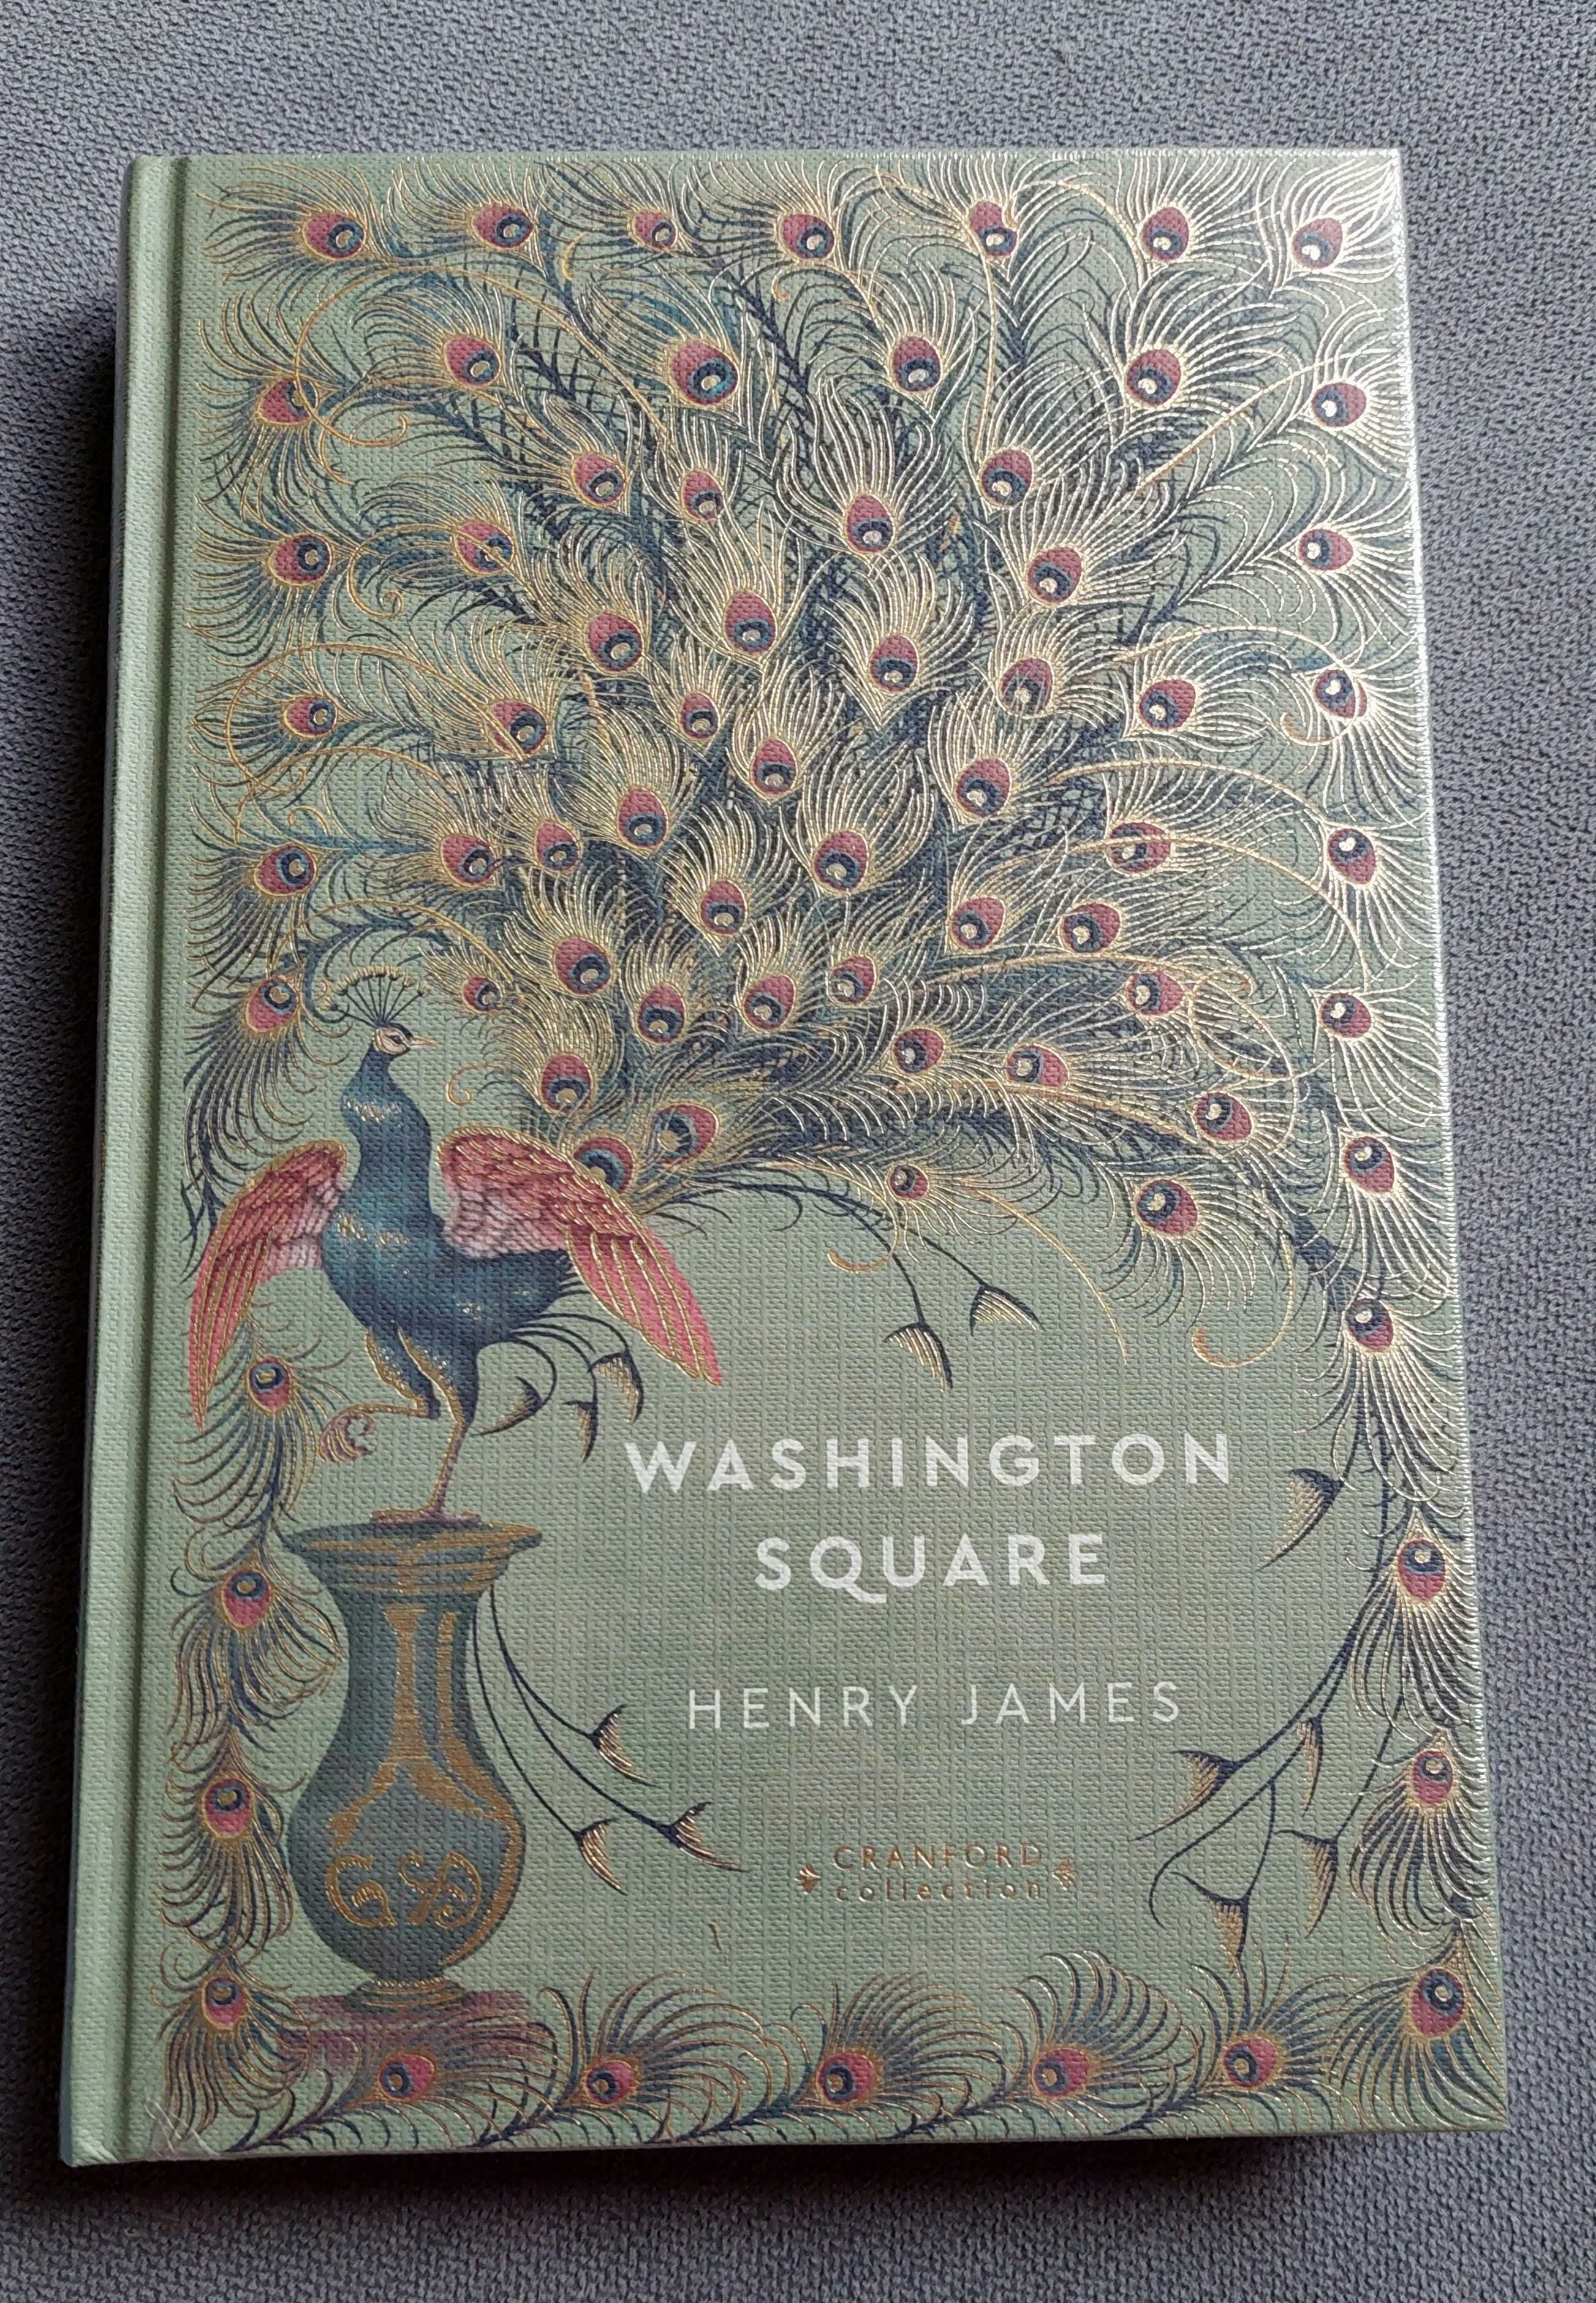 WASHINGTON
SQUARE
HENRY JAMES
CRANFORD
collection